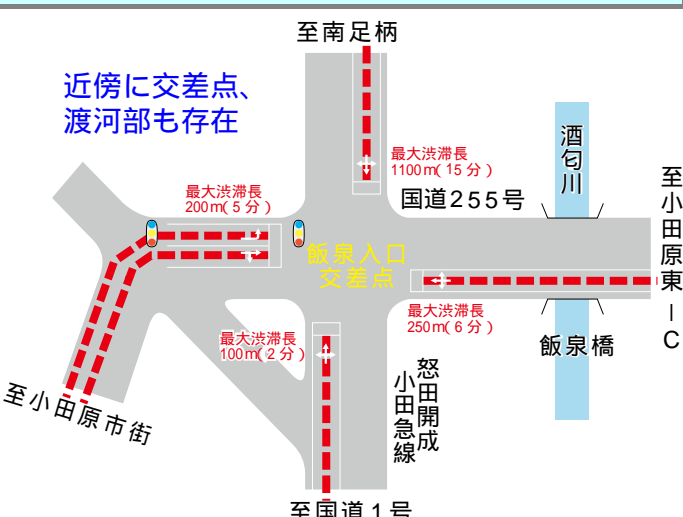 至南足柄
近傍に交差点、
渡河部も存在
最大渋滞長
1100m(15分)
国道255号
酒匂川
至小田原東－C
最大渋滞長
200m(5分)
飯泉入口
交差点
最大渋滞長
250m(6分)
飯泉橋
最大渋滞長
100m(2分)
怒田開成
小田急線
至小田原市街
至国道1号